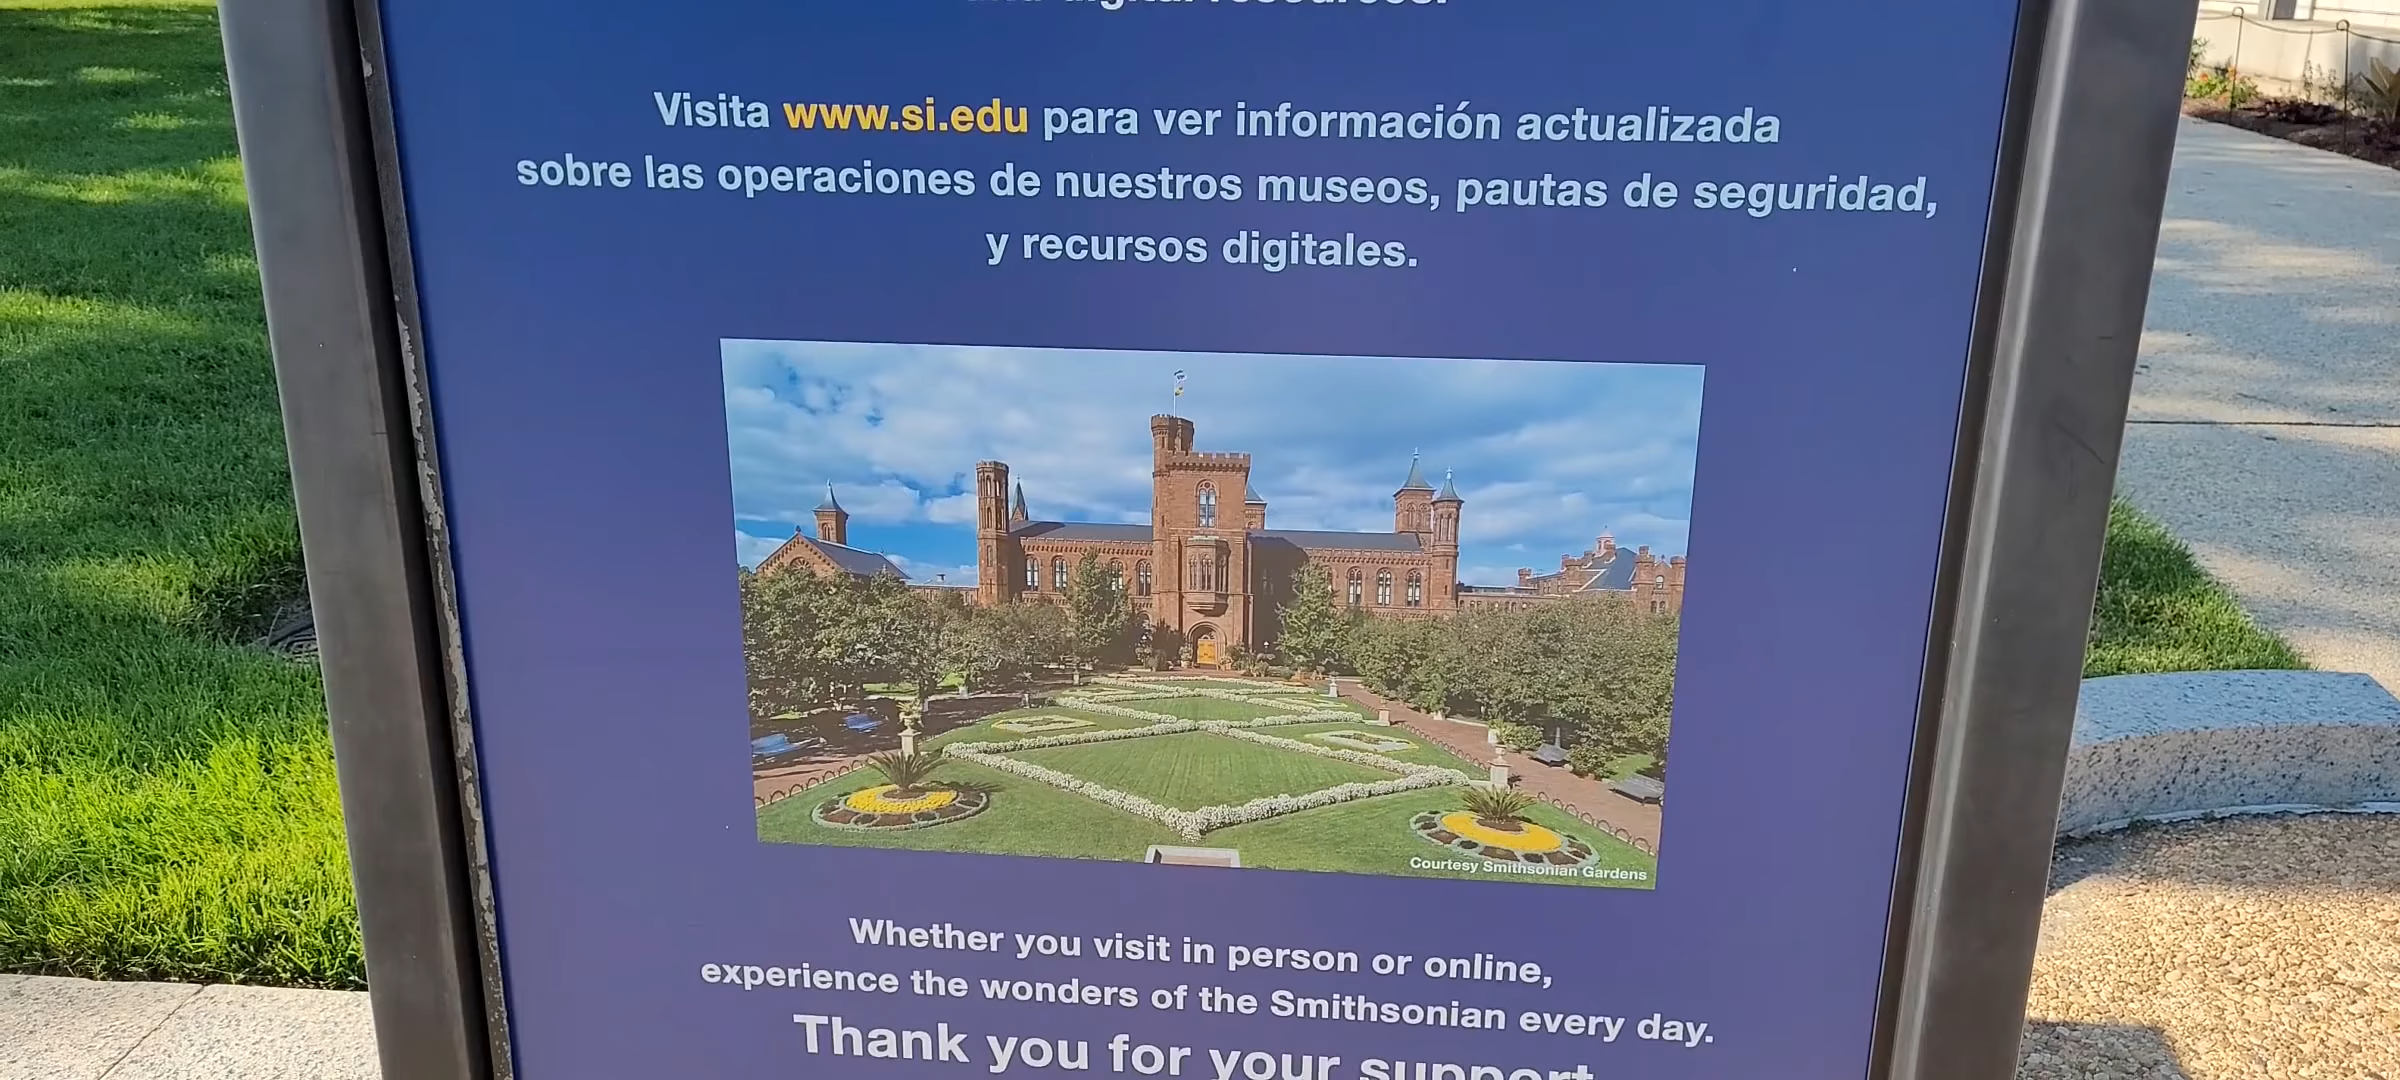 digital resources.
Visita www.si.edu para ver información actualizada
sobre las operaciones de nuestros museos, pautas de seguridad,
y recursos digitales.
Courtesy Smithsonian Gardens
Whether you visit in person or online,
experience the wonders of the Smithsonian every day.
Thank you for your support